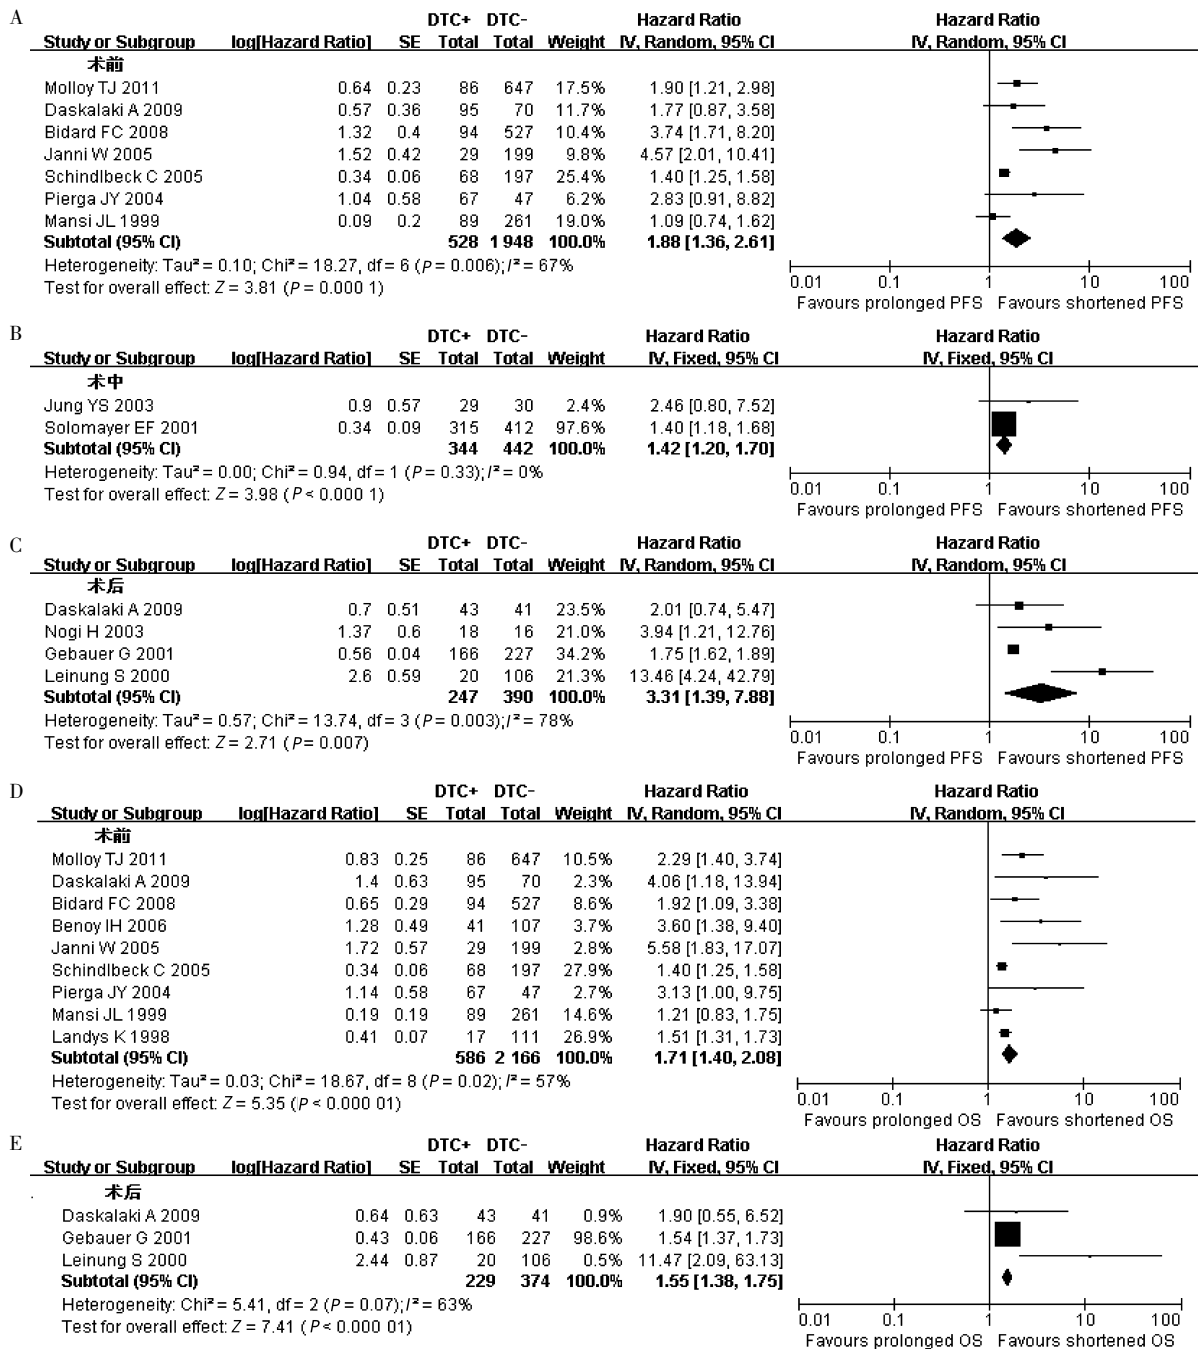 A
DTC+ DTC- Hazard Ratio Hazard Ratio
Study or Subgroup log[Hazard Ratio] SE Total Total Weight IV, Random, 95% CI IV, Random, 95% CI
术前
Molloy TJ 2011 0.64 0.23 86 647 17.5% 1.90 [1.21, 2.98]
Daskalaki A 2009 0.57 0.36 95 70 11.7% 1.77 [0.87, 3.58]
Bidard FC 2008 1.32 0.4 94 527 10.4% 3.74 [1.71, 8.20]
Janni W 2005 1.52 0.42 29 199 9.8% 4.57 [2.01, 10.41]
Schindlbeck C 2005 0.34 0.06 68 197 25.4% 1.40 [1.25, 1.58]
Pierga JY 2004 1.04 0.58 67 47 6.2% 2.83 [0.91, 8.82]
Mansi JL 1999 0.09 0.2 89 261 19.0% 1.09 [0.74, 1.62]
Subtotal (95% CI) 528 1 948 100.0% 1.88 [1.36, 2.61]
Heterogeneity: Tau² = 0.10; Chi² = 18.27, df = 6 (P = 0.006); I² = 67%
Test for overall effect: Z = 3.81 (P = 0.000 1)
0.01 0.1 1 10 100
Favours prolonged PFS Favours shortened PFS
B
DTC+ DTC- Hazard Ratio Hazard Ratio
Study or Subgroup log[Hazard Ratio] SE Total Total Weight IV, Fixed, 95% CI IV, Fixed, 95% CI
术中
Jung YS 2003 0.9 0.57 29 30 2.4% 2.46 [0.80, 7.52]
Solomayer EF 2001 0.34 0.09 315 412 97.6% 1.40 [1.18, 1.68]
Subtotal (95% CI) 344 442 100.0% 1.42 [1.20, 1.70]
Heterogeneity: Tau² = 0.00; Chi² = 0.94, df = 1 (P = 0.33); I² = 0%
Test for overall effect: Z = 3.98 (P < 0.000 1)
0.01 0.1 1 10 100
Favours prolonged PFS Favours shortened PFS
C
DTC+ DTC- Hazard Ratio Hazard Ratio
Study or Subgroup log[Hazard Ratio] SE Total Total Weight IV, Random, 95% CI IV, Random, 95% CI
术后
Daskalaki A 2009 0.7 0.51 43 41 23.5% 2.01 [0.74, 5.47]
Nogi H 2003 1.37 0.6 18 16 21.0% 3.94 [1.21, 12.76]
Gebauer G 2001 0.56 0.04 166 227 34.2% 1.75 [1.62, 1.89]
Leinung S 2000 2.6 0.59 20 106 21.3% 13.46 [4.24, 42.79]
Subtotal (95% CI) 247 390 100.0% 3.31 [1.39, 7.88]
Heterogeneity: Tau² = 0.57; Chi² = 13.74, df = 3 (P = 0.003); I² = 78%
Test for overall effect: Z = 2.71 (P = 0.007)
0.01 0.1 1 10 100
Favours prolonged PFS Favours shortened PFS
D
DTC+ DTC- Hazard Ratio Hazard Ratio
Study or Subgroup log[Hazard Ratio] SE Total Total Weight IV, Random, 95% CI IV, Random, 95% CI
术前
Molloy TJ 2011 0.83 0.25 86 647 10.5% 2.29 [1.40, 3.74]
Daskalaki A 2009 1.4 0.63 95 70 2.3% 4.06 [1.18, 13.94]
Bidard FC 2008 0.65 0.29 94 527 8.6% 1.92 [1.09, 3.38]
Benoy IH 2006 1.28 0.49 41 107 3.7% 3.60 [1.38, 9.40]
Janni W 2005 1.72 0.57 29 199 2.8% 5.58 [1.83, 17.07]
Schindlbeck C 2005 0.34 0.06 68 197 27.9% 1.40 [1.25, 1.58]
Pierga JY 2004 1.14 0.58 67 47 2.7% 3.13 [1.00, 9.75]
Mansi JL 1999 0.19 0.19 89 261 14.6% 1.21 [0.83, 1.75]
Landys K 1998 0.41 0.07 17 111 26.9% 1.51 [1.31, 1.73]
Subtotal (95% CI) 586 2 166 100.0% 1.71 [1.40, 2.08]
Heterogeneity: Tau² = 0.03; Chi² = 18.67, df = 8 (P = 0.02); I² = 57%
Test for overall effect: Z = 5.35 (P < 0.000 01)
0.01 0.1 1 10 100
Favours prolonged OS Favours shortened OS
E
DTC+ DTC- Hazard Ratio Hazard Ratio
Study or Subgroup log[Hazard Ratio] SE Total Total Weight IV, Fixed, 95% CI IV, Fixed, 95% CI
术后
Daskalaki A 2009 0.64 0.63 43 41 0.9% 1.90 [0.55, 6.52]
Gebauer G 2001 0.43 0.06 166 227 98.6% 1.54 [1.37, 1.73]
Leinung S 2000 2.44 0.87 20 106 0.5% 11.47 [2.09, 63.13]
Subtotal (95% CI) 229 374 100.0% 1.55 [1.38, 1.75]
Heterogeneity: Chi² = 5.41, df = 2 (P = 0.07); I² = 63%
Test for overall effect: Z = 7.41 (P < 0.000 01)
0.01 0.1 1 10 100
Favours prolonged OS Favours shortened OS